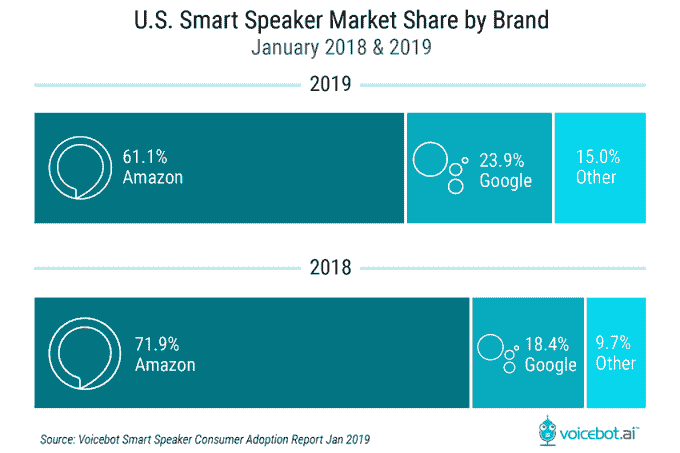 U.S. Smart Speaker Market Share by Brand
January 2018 & 2019
2019
61.1%
Amazon
23.9%
Google
15.0%
Other
2018
71.9%
Amazon
18.4%
Google
9.7%
Other
Source: Voicebot Smart Speaker Consumer Adoption Report Jan 2019
voicebot.ai™